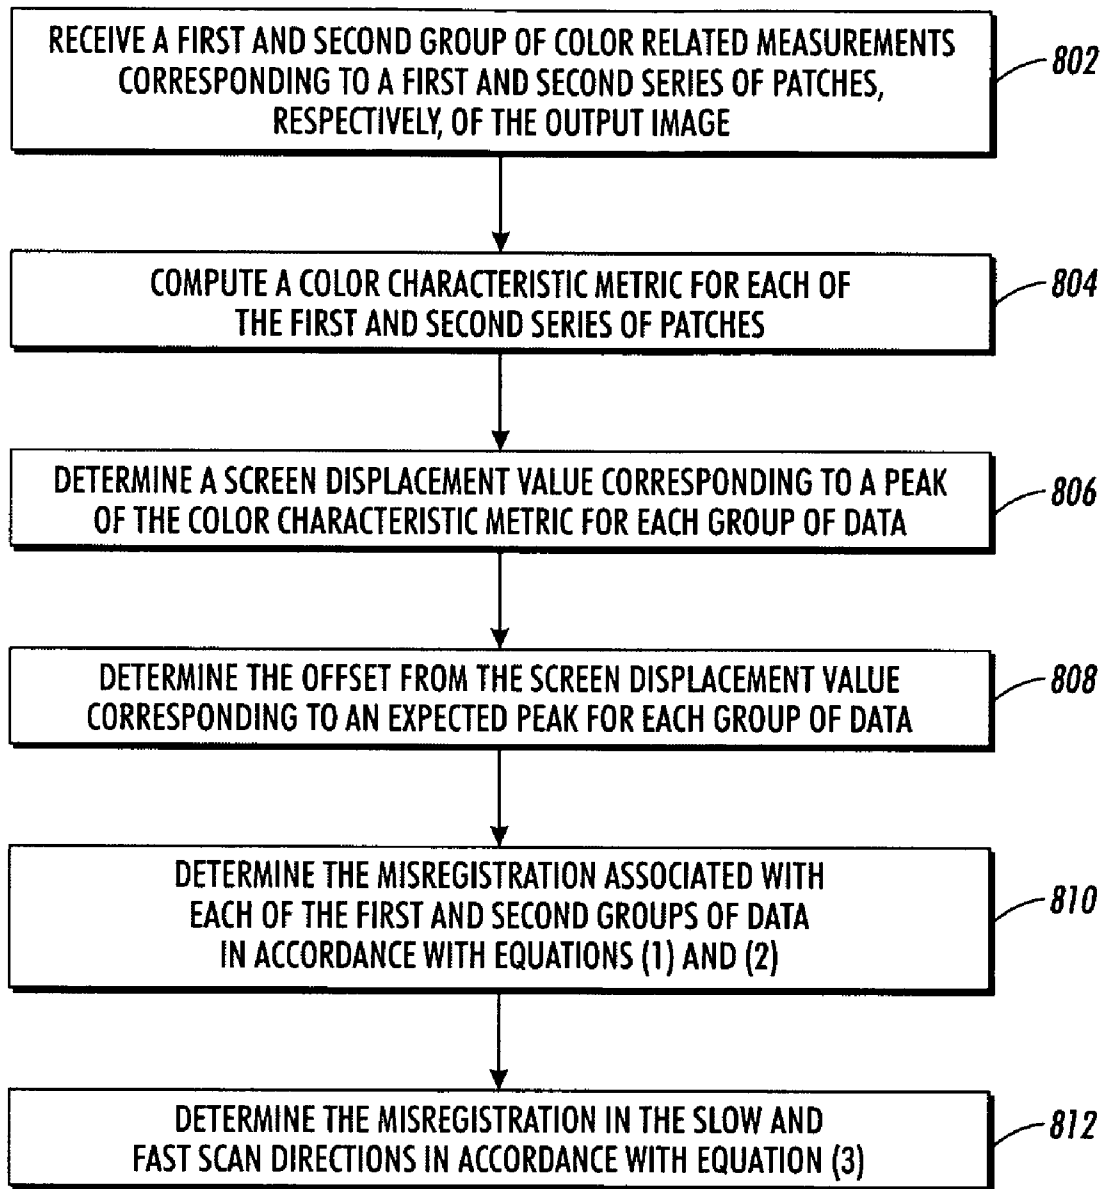 RECEIVE A FIRST AND SECOND GROUP OF COLOR RELATED MEASUREMENTS
CORRESPONDING TO A FIRST AND SECOND SERIES OF PATCHES,
RESPECTIVELY, OF THE OUTPUT IMAGE
802
COMPUTE A COLOR CHARACTERISTIC METRIC FOR EACH OF
THE FIRST AND SECOND SERIES OF PATCHES
804
DETERMINE A SCREEN DISPLACEMENT VALUE CORRESPONDING TO A PEAK
OF THE COLOR CHARACTERISTIC METRIC FOR EACH GROUP OF DATA
806
DETERMINE THE OFFSET FROM THE SCREEN DISPLACEMENT VALUE
CORRESPONDING TO AN EXPECTED PEAK FOR EACH GROUP OF DATA
808
DETERMINE THE MISREGISTRATION ASSOCIATED WITH
EACH OF THE FIRST AND SECOND GROUPS OF DATA
IN ACCORDANCE WITH EQUATIONS (1) AND (2)
810
DETERMINE THE MISREGISTRATION IN THE SLOW AND
FAST SCAN DIRECTIONS IN ACCORDANCE WITH EQUATION (3)
812